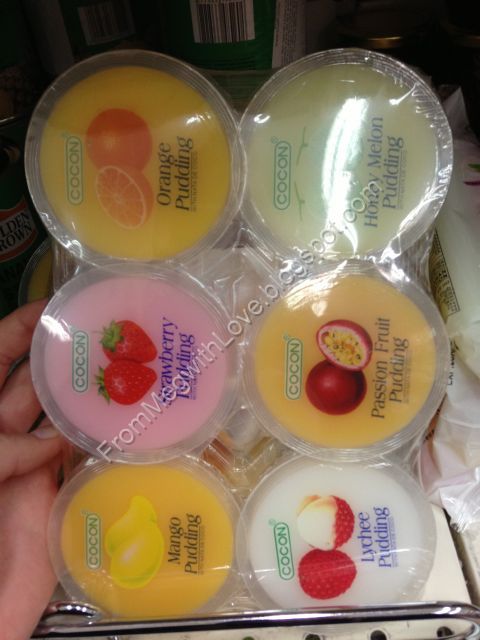 COCON®
Orange
Pudding
COCON®
Honey Melon
Pudding
COCON®
Strawberry
Pudding
COCON®
Passion Fruit
Pudding
COCON®
Mango
Pudding
COCON®
Lychee
Pudding
FromMegwithLove.blogspot.com